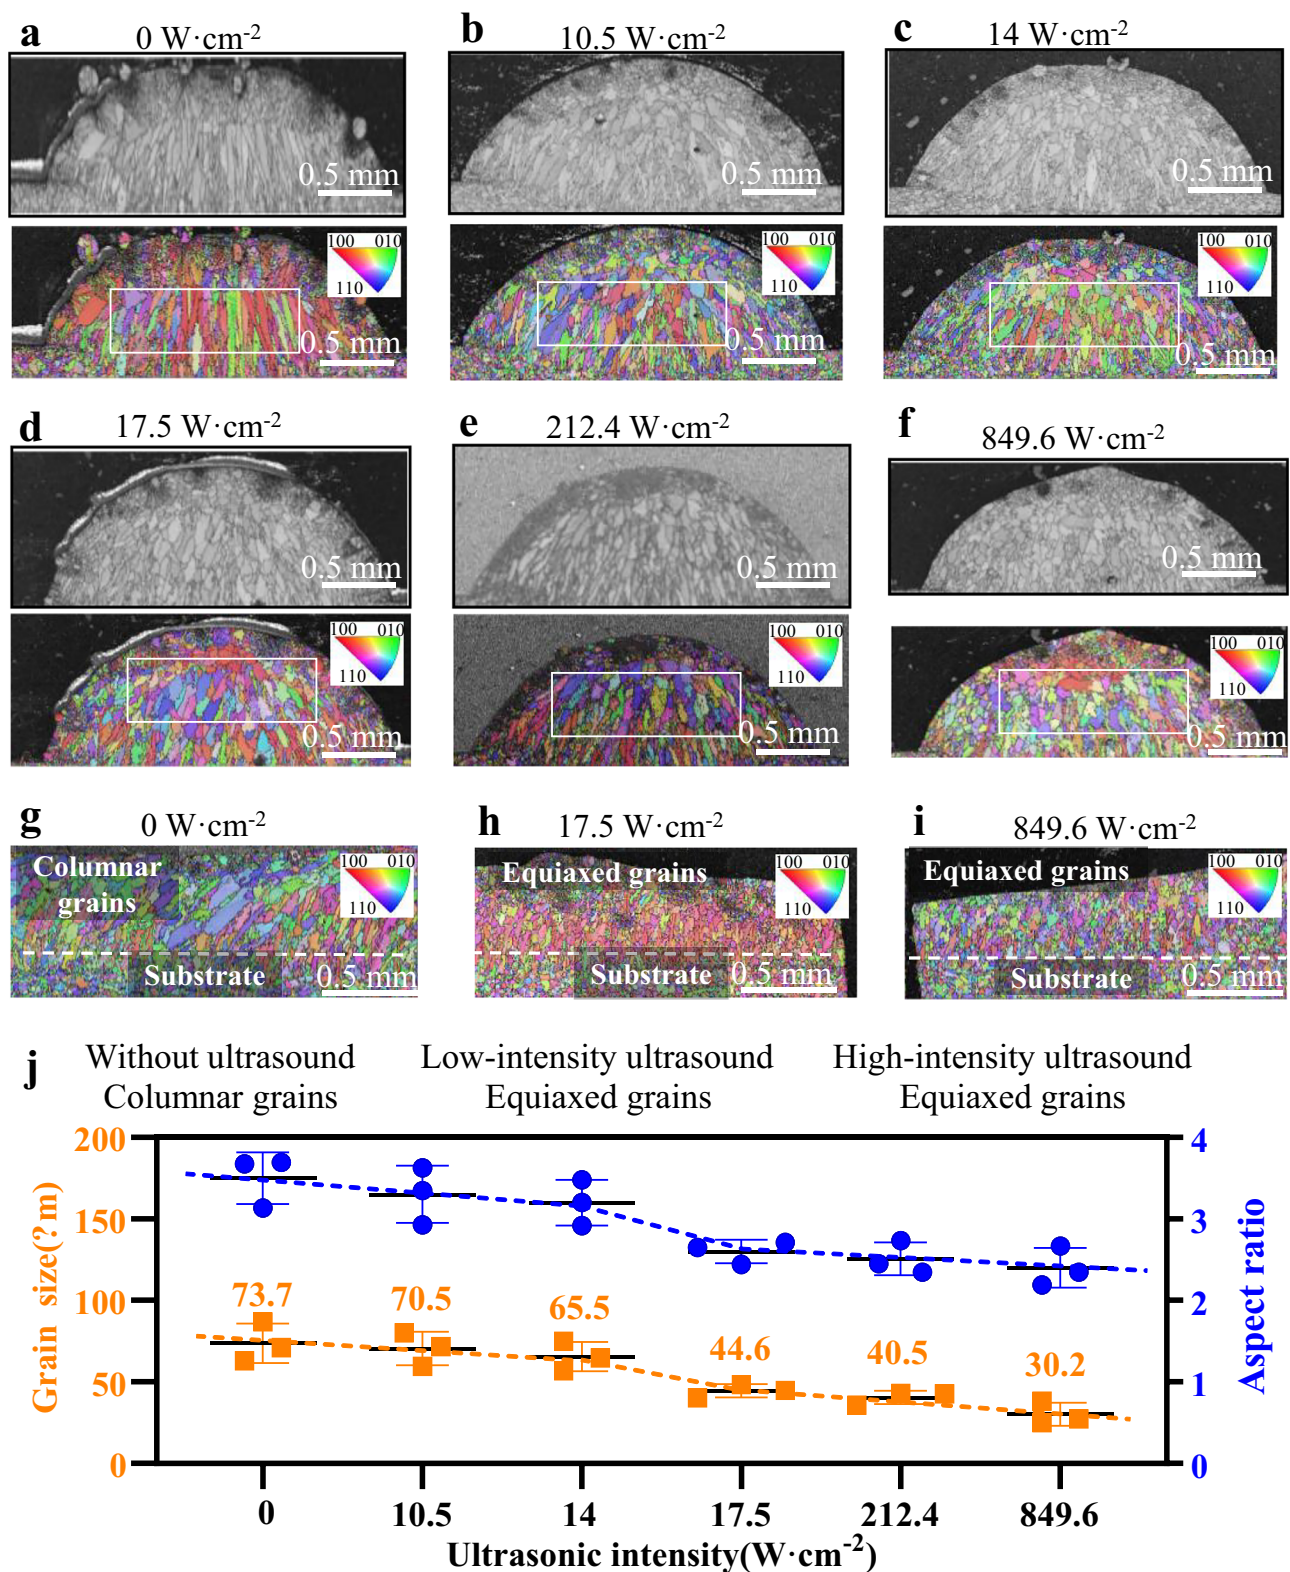 a
0 W·cm-2
b
10.5 W·cm-2
c
14 W·cm-2
0.5 mm
0.5 mm
0.5 mm
100 010
110
0.5 mm
100 010
110
0.5 mm
100 010
110
0.5 mm
d
17.5 W·cm-2
e
212.4 W·cm-2
f
849.6 W·cm-2
0.5 mm
0.5 mm
0.5 mm
100 010
110
0.5 mm
100 010
110
0.5 mm
100 010
110
0.5 mm
g
0 W·cm-2
h
17.5 W·cm-2
i
849.6 W·cm-2
Columnar
grains
100 010
110
Substrate
0.5 mm
Equiaxed grains
100 010
110
Substrate
0.5 mm
Equiaxed grains
100 010
110
Substrate
0.5 mm
j
Without ultrasound
Columnar grains
Low-intensity ultrasound
Equiaxed grains
High-intensity ultrasound
Equiaxed grains
Grain size(?m)
200
150
100
50
0
73.7
70.5
65.5
44.6
40.5
30.2
4
3
2
1
0
Aspect ratio
0
10.5
14
17.5
212.4
849.6
Ultrasonic intensity(W·cm-2)